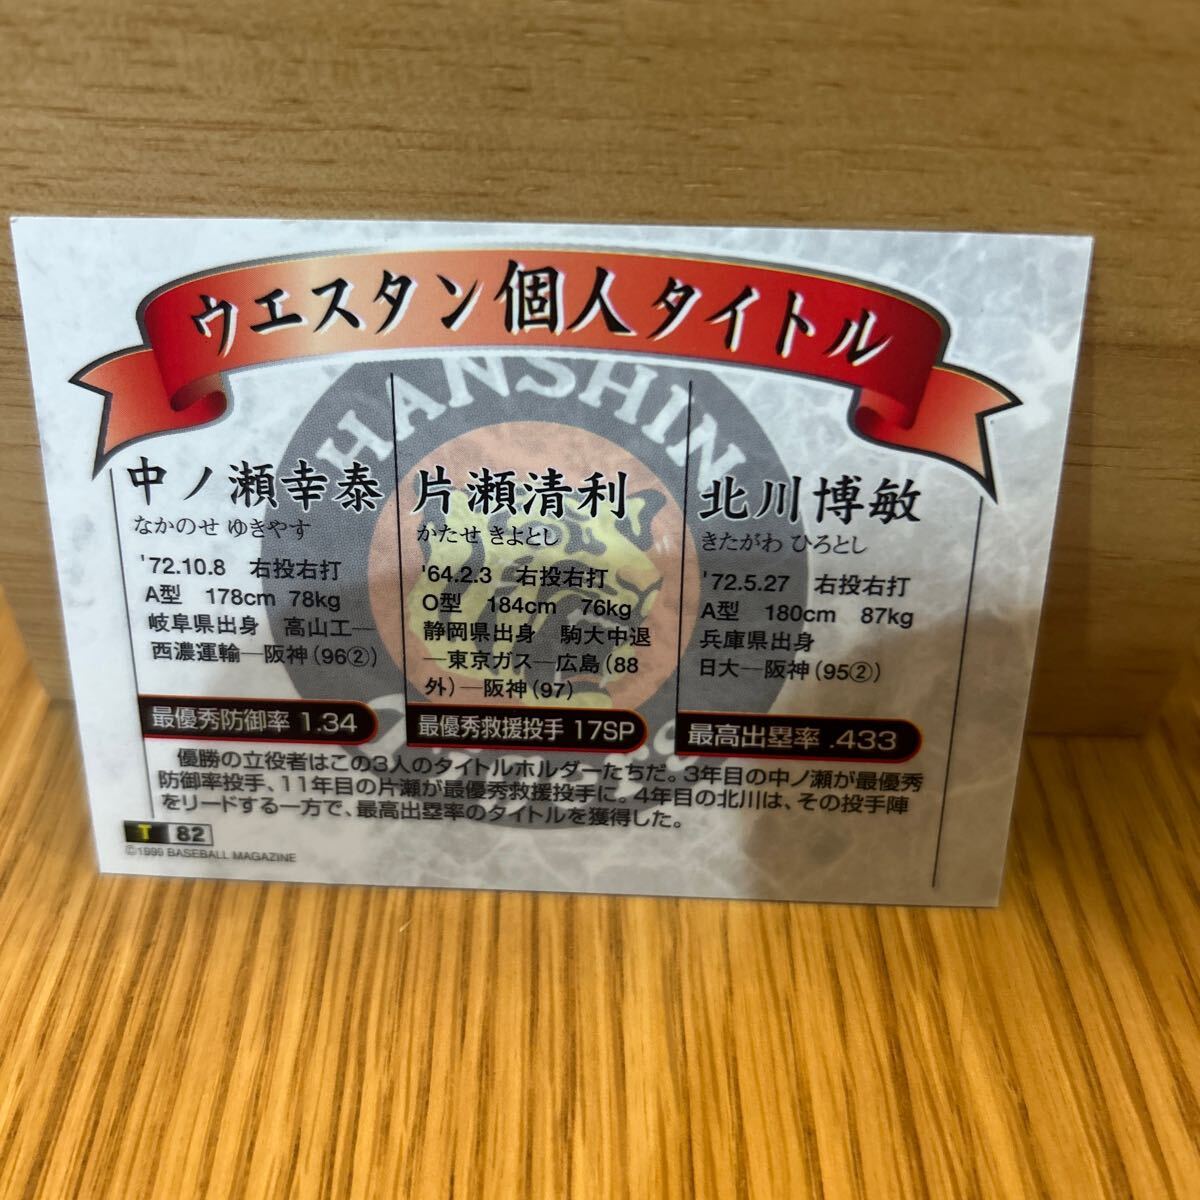 ウエスタン個人タイトル
HANSHIN
中ノ瀬幸泰
なかのせ ゆきやす
'72.10.8 右投右打
A型 178cm 78kg
岐阜県出身 高山工―
西濃運輸―阪神(96②)
最優秀防御率 1.34
片瀬清利
かたせ きよとし
'64.2.3 右投右打
O型 184cm 76kg
静岡県出身 駒大中退
―東京ガス―広島(88
外)―阪神(97)
最優秀救援投手 17SP
北川博敏
きたがわ ひろとし
'72.5.27 右投右打
A型 180cm 87kg
兵庫県出身
日大―阪神(95②)
最高出塁率 .433
優勝の立役者はこの3人のタイトルホルダーたちだ。3年目の中ノ瀬が最優秀
防御率投手、11年目の片瀬が最優秀救援投手に。4年目の北川は、その投手陣
をリードする一方で、最高出塁率のタイトルを獲得した。
T 82
©1999 BASEBALL MAGAZINE